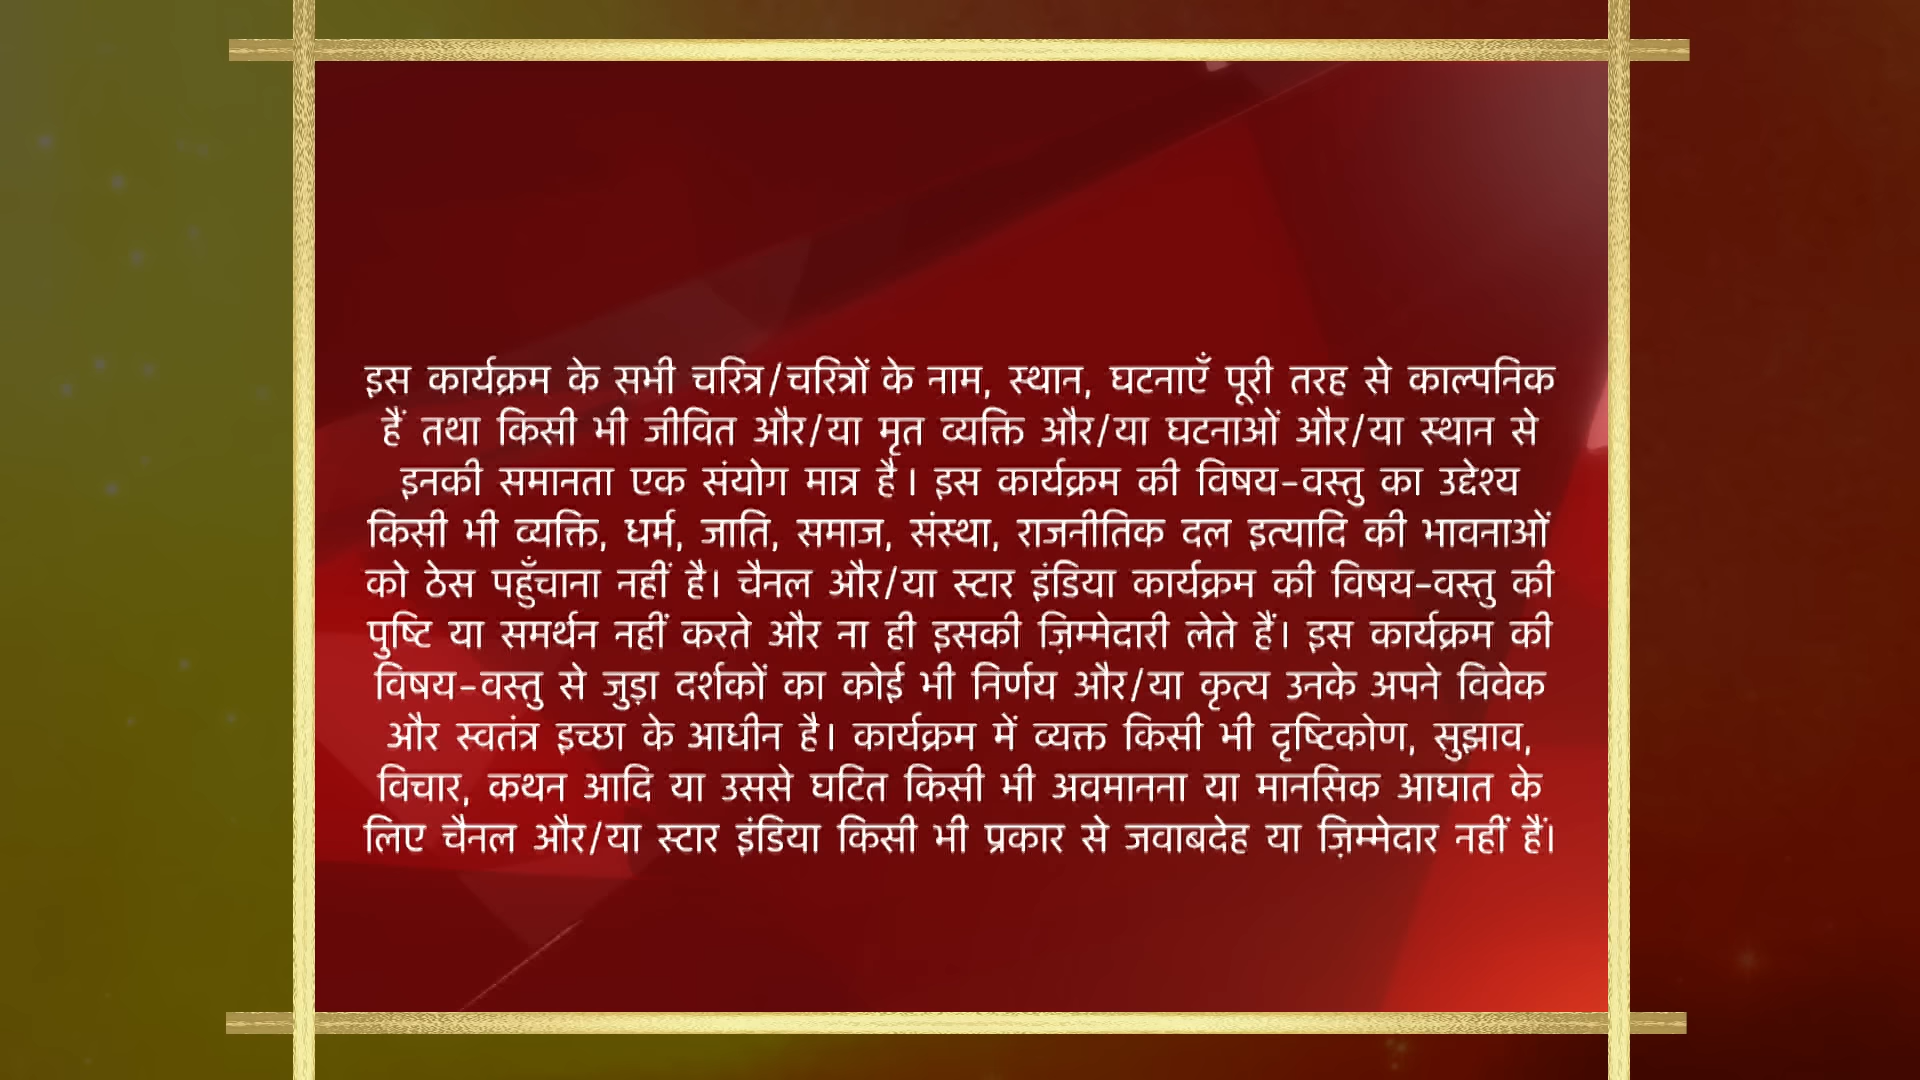 इस कार्यक्रम के सभी चरित्र/चरित्रों के नाम, स्थान, घटनाएँ पूरी तरह से काल्पनिक
हैं तथा किसी भी जीवित और/या मृत व्यक्ति और/या घटनाओं और/या स्थान से
इनकी समानता एक संयोग मात्र है। इस कार्यक्रम की विषय-वस्तु का उद्देश्य
किसी भी व्यक्ति, धर्म, जाति, समाज, संस्था, राजनीतिक दल इत्यादि की भावनाओं
को ठेस पहुँचाना नहीं है। चैनल और/या स्टार इंडिया कार्यक्रम की विषय-वस्तु की
पुष्टि या समर्थन नहीं करते और ना ही इसकी ज़िम्मेदारी लेते हैं। इस कार्यक्रम की
विषय-वस्तु से जुड़ा दर्शकों का कोई भी निर्णय और/या कृत्य उनके अपने विवेक
और स्वतंत्र इच्छा के आधीन है। कार्यक्रम में व्यक्त किसी भी दृष्टिकोण, सुझाव,
विचार, कथन आदि या उससे घटित किसी भी अवमानना या मानसिक आघात के
लिए चैनल और/या स्टार इंडिया किसी भी प्रकार से जवाबदेह या ज़िम्मेदार नहीं हैं।